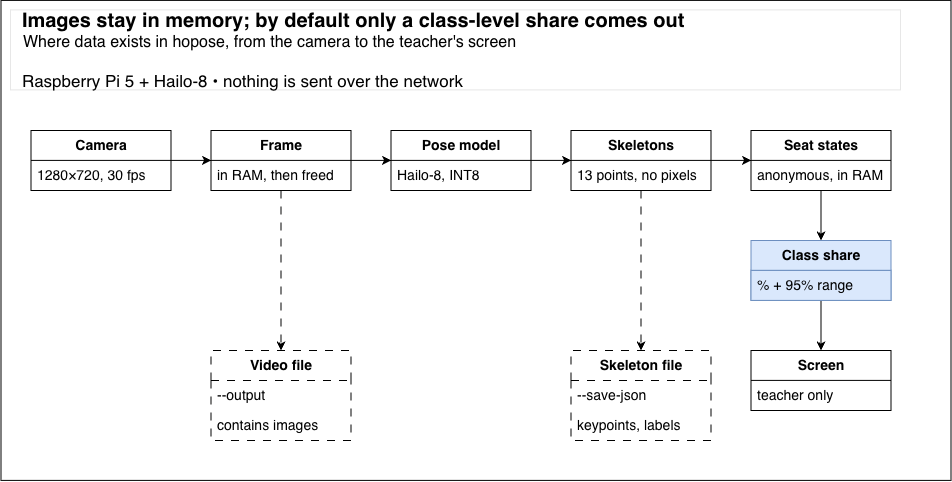 Images stay in memory; by default only a class-level share comes out
Where data exists in hopose, from the camera to the teacher's screen
Raspberry Pi 5 + Hailo-8 • nothing is sent over the network
Camera
1280×720, 30 fps
Frame
in RAM, then freed
Pose model
Hailo-8, INT8
Skeletons
13 points, no pixels
Seat states
anonymous, in RAM
Class share
% + 95% range
Video file
--output
contains images
Skeleton file
--save-json
keypoints, labels
Screen
teacher only